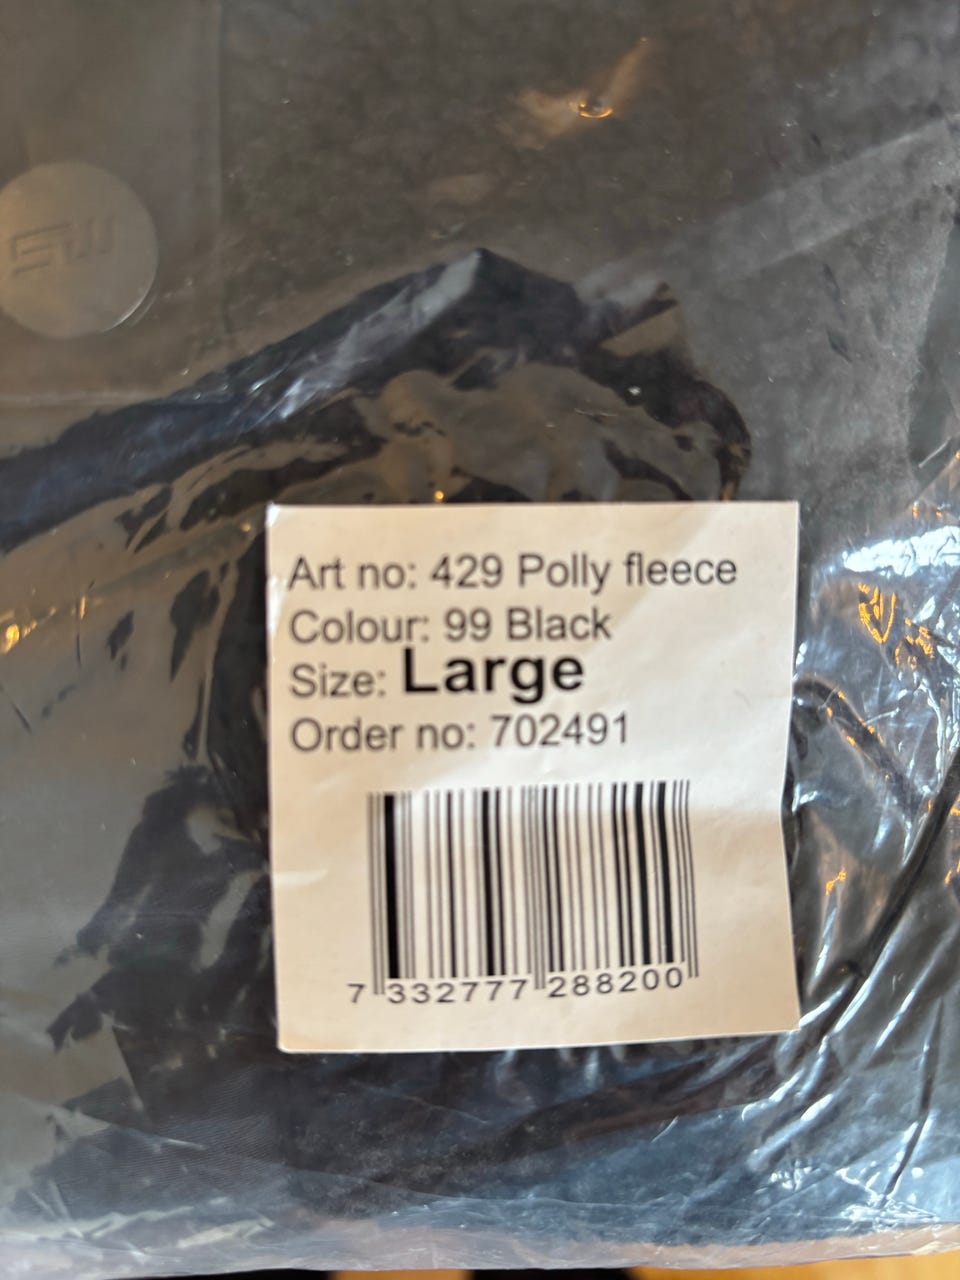 Art no: 429 Polly fleece
Colour: 99 Black
Size: Large
Order no: 702491
7 332777 288200